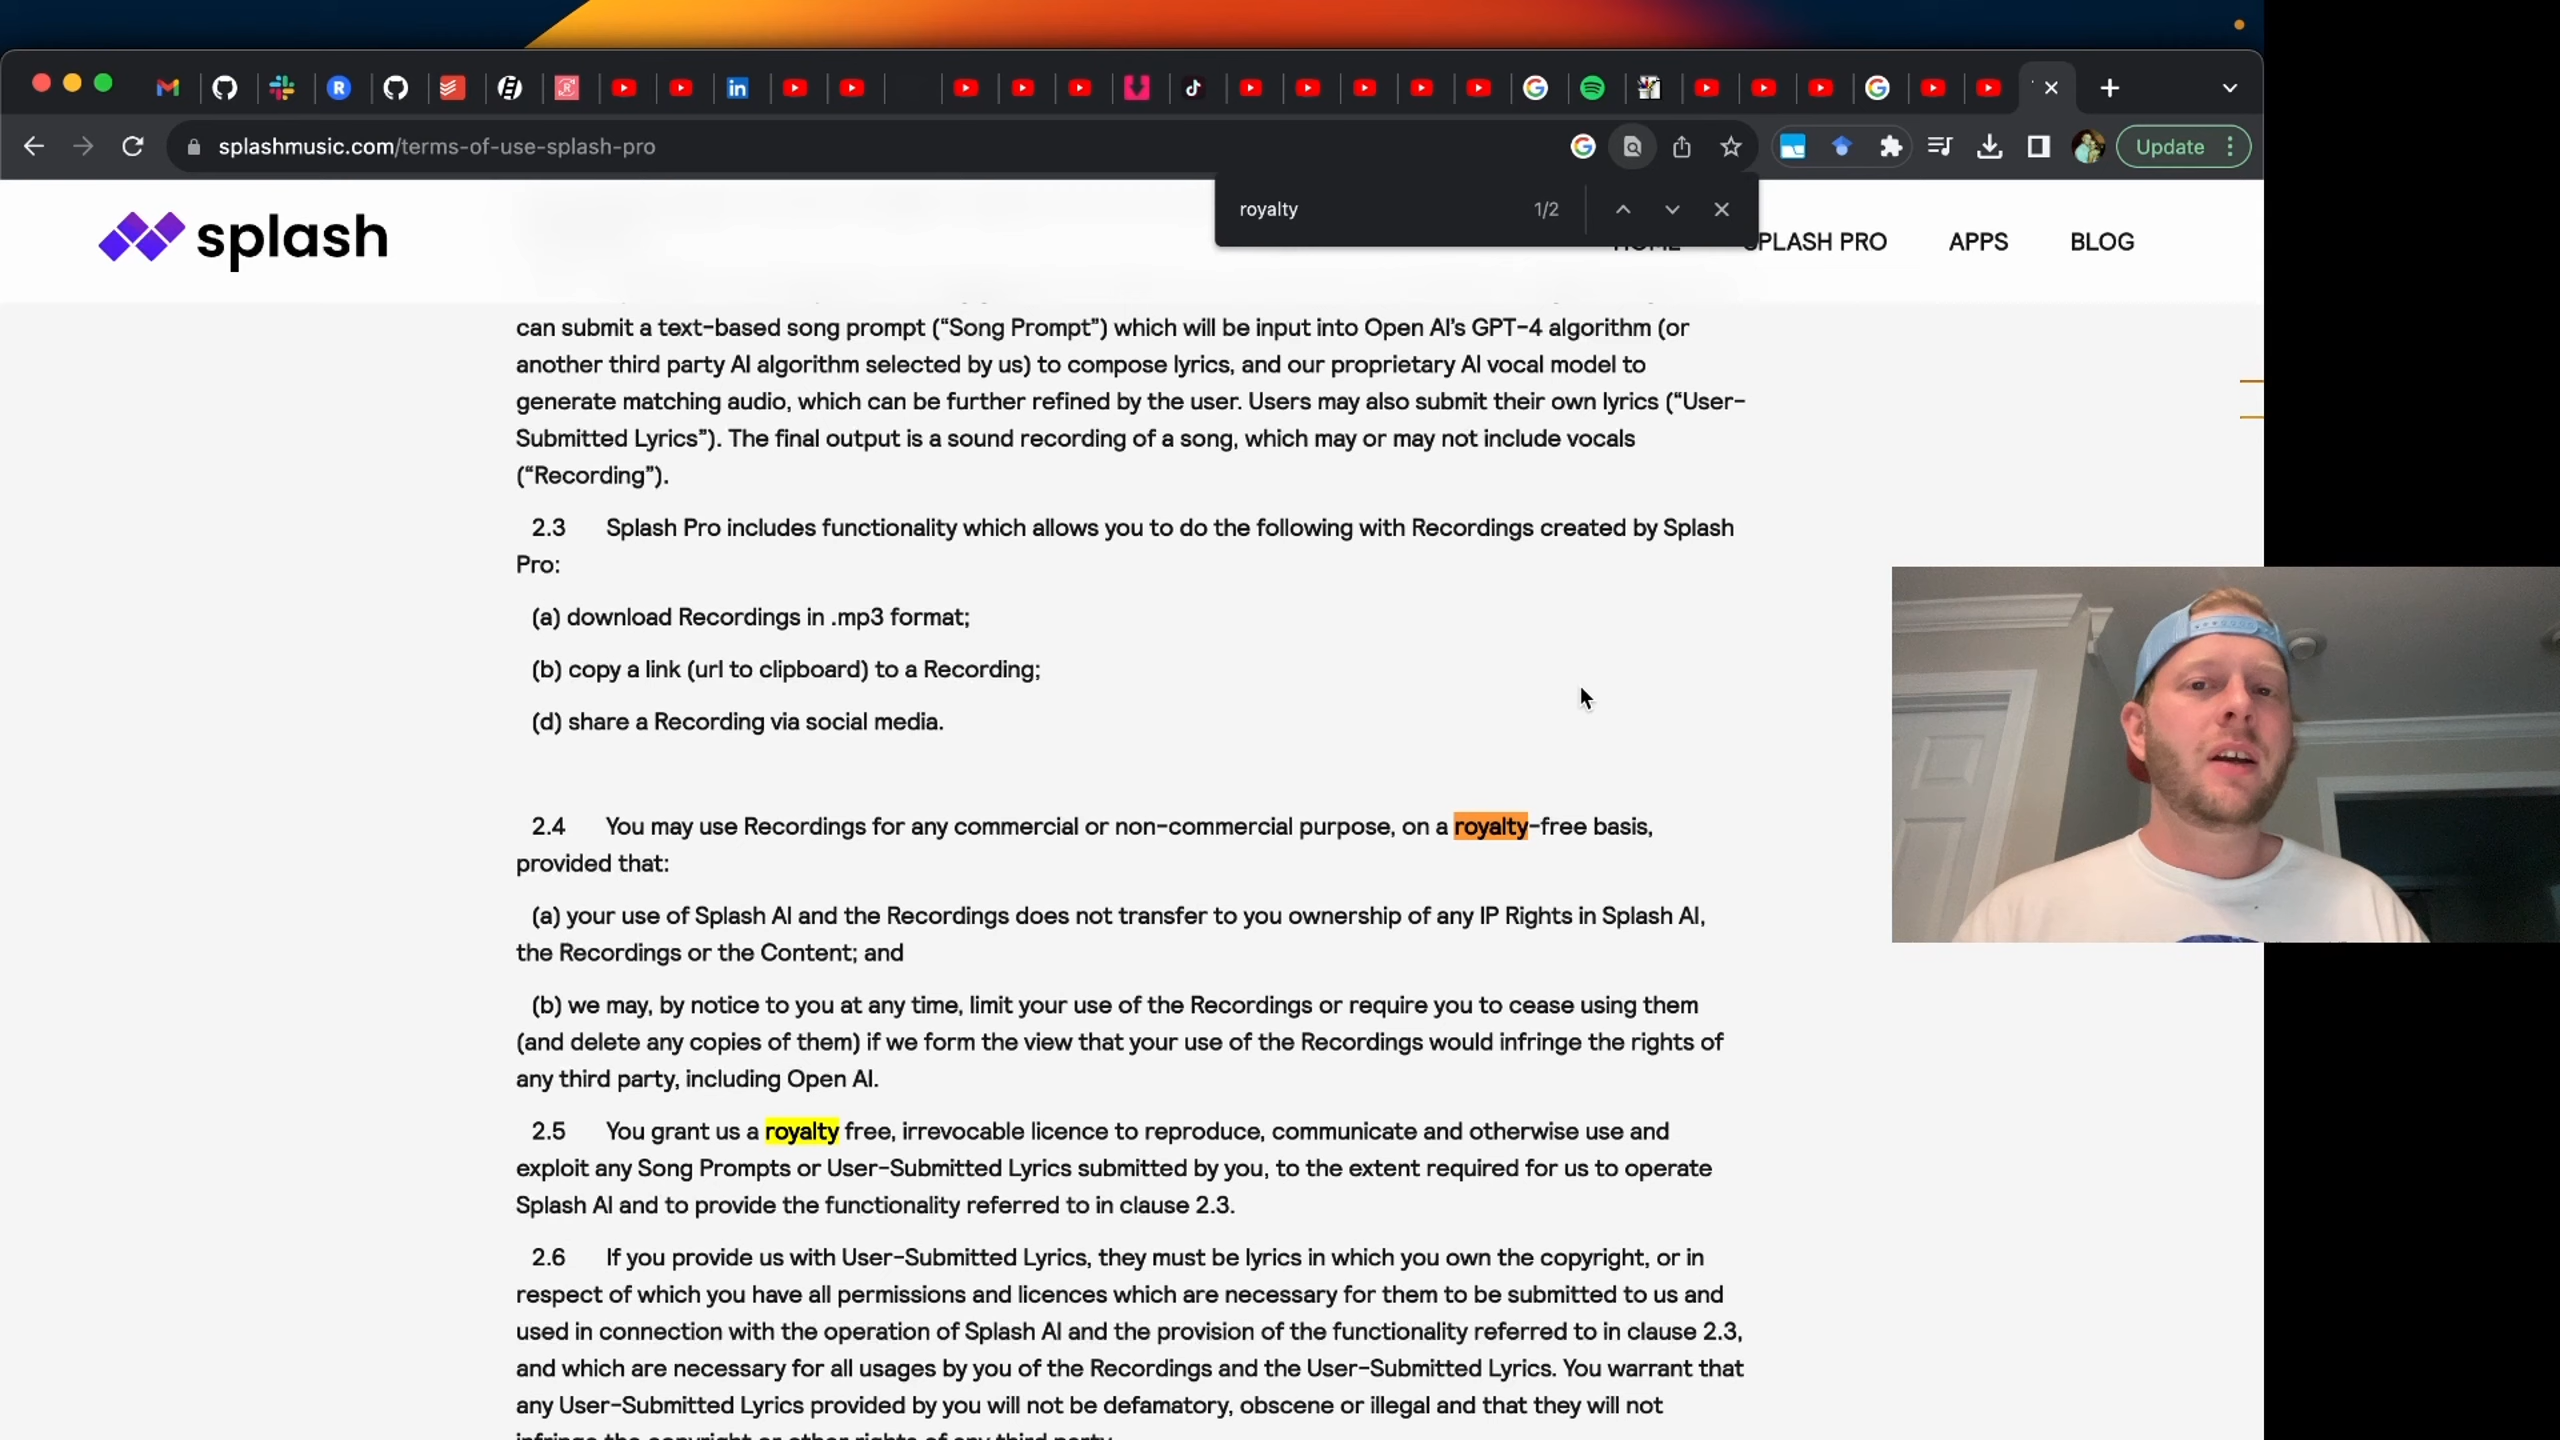 splashmusic.com/terms-of-use-splash-pro
Update
royalty 1/2
splash
SPLASH PRO APPS BLOG
can submit a text-based song prompt (“Song Prompt”) which will be input into Open AI’s GPT-4 algorithm (or
another third party AI algorithm selected by us) to compose lyrics, and our proprietary AI vocal model to
generate matching audio, which can be further refined by the user. Users may also submit their own lyrics (“User-
Submitted Lyrics”). The final output is a sound recording of a song, which may or may not include vocals
(“Recording”).
2.3 Splash Pro includes functionality which allows you to do the following with Recordings created by Splash
Pro:
(a) download Recordings in .mp3 format;
(b) copy a link (url to clipboard) to a Recording;
(d) share a Recording via social media.
2.4 You may use Recordings for any commercial or non-commercial purpose, on a royalty-free basis,
provided that:
(a) your use of Splash AI and the Recordings does not transfer to you ownership of any IP Rights in Splash AI,
the Recordings or the Content; and
(b) we may, by notice to you at any time, limit your use of the Recordings or require you to cease using them
(and delete any copies of them) if we form the view that your use of the Recordings would infringe the rights of
any third party, including Open AI.
2.5 You grant us a royalty free, irrevocable licence to reproduce, communicate and otherwise use and
exploit any Song Prompts or User-Submitted Lyrics submitted by you, to the extent required for us to operate
Splash AI and to provide the functionality referred to in clause 2.3.
2.6 If you provide us with User-Submitted Lyrics, they must be lyrics in which you own the copyright, or in
respect of which you have all permissions and licences which are necessary for them to be submitted to us and
used in connection with the operation of Splash AI and the provision of the functionality referred to in clause 2.3,
and which are necessary for all usages by you of the Recordings and the User-Submitted Lyrics. You warrant that
any User-Submitted Lyrics provided by you will not be defamatory, obscene or illegal and that they will not
infringe the copyright or other rights of any third party